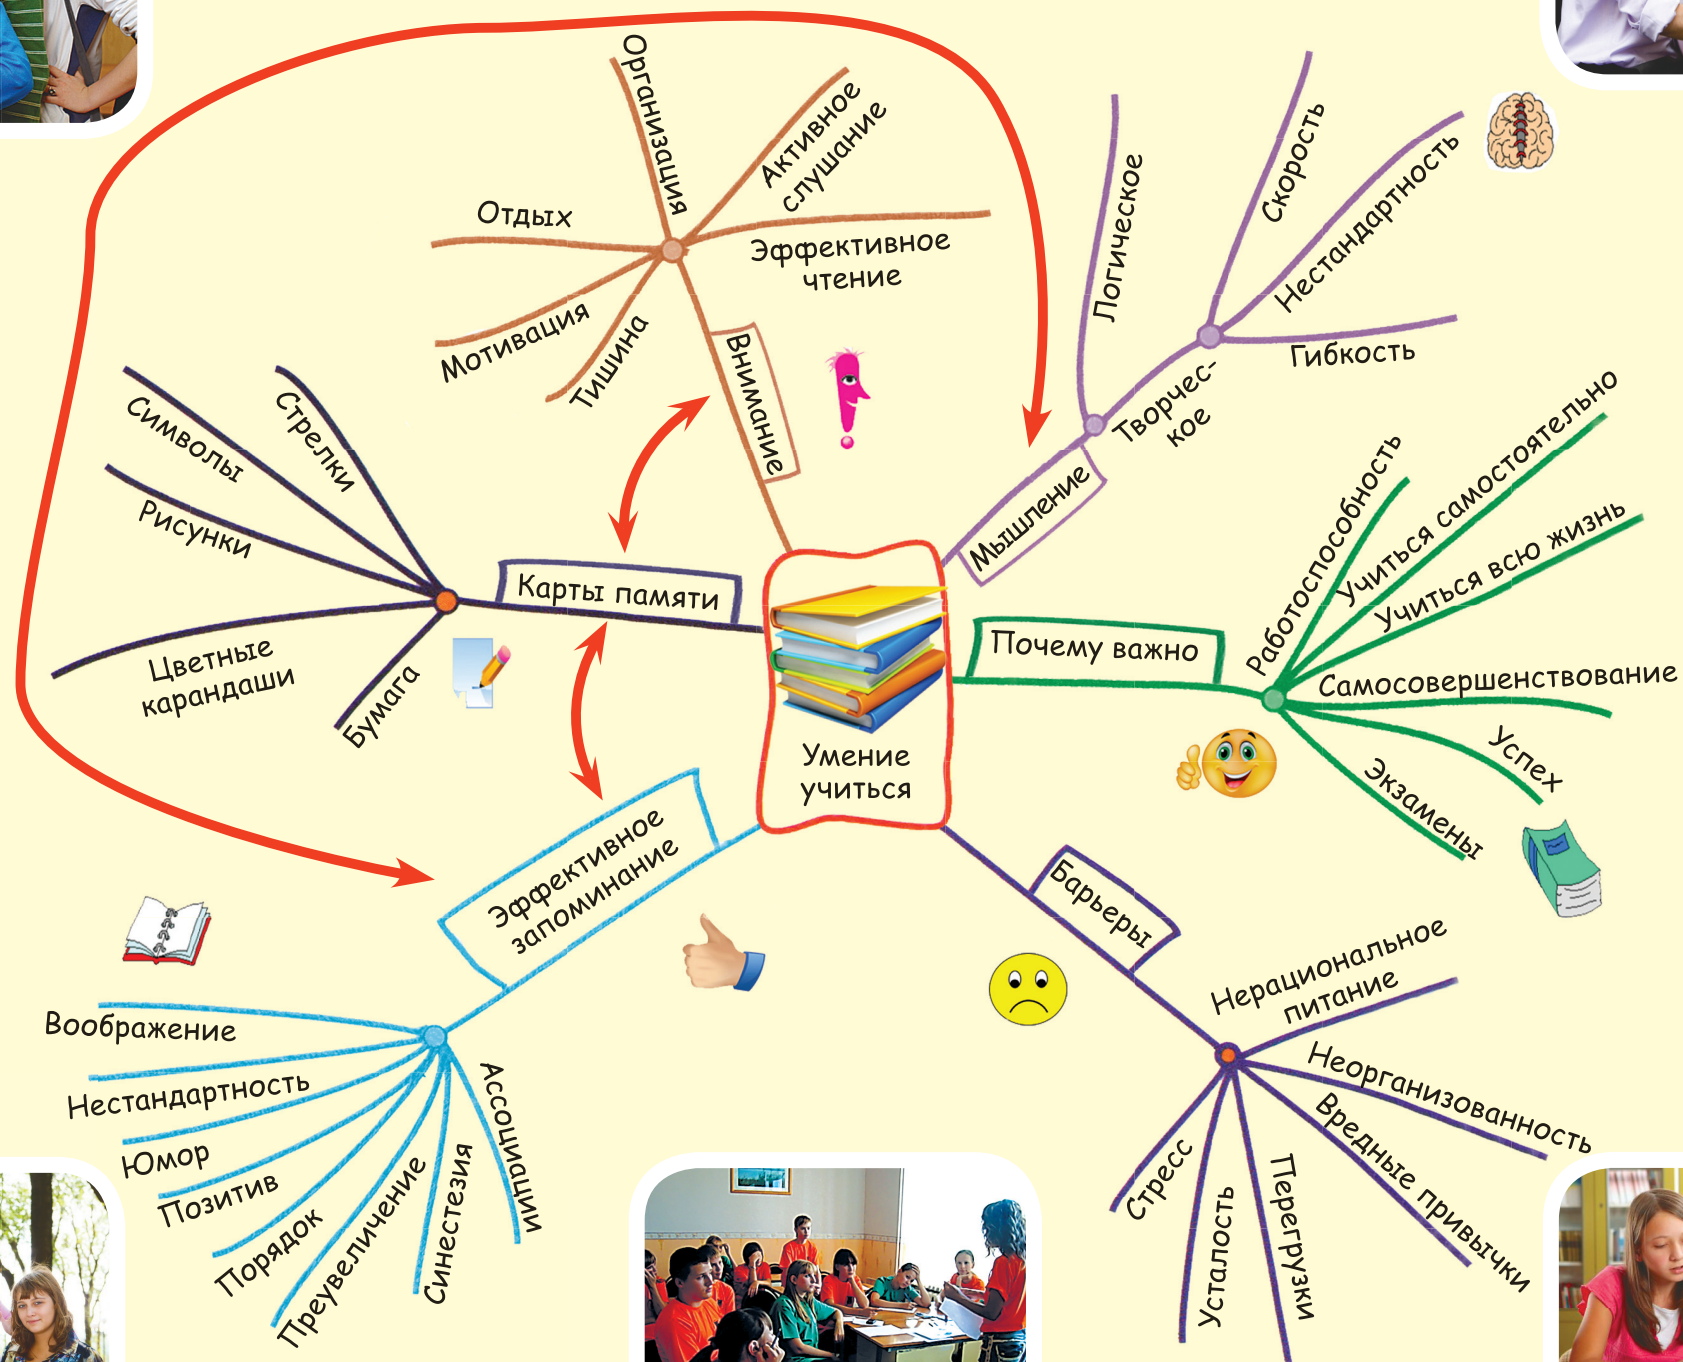 Умение
учиться
Внимание
Организация
Активное
слушание
Эффективное
чтение
Отдых
Мотивация
Тишина
Мышление
Логическое
Творчес-
кое
Скорость
Нестандартность
Гибкость
Почему важно
Работоспособность
Учиться самостоятельно
Учиться всю жизнь
Самосовершенствование
Успех
Экзамены
Барьеры
Нерациональное
питание
Неорганизованность
Вредные привычки
Перегрузки
Усталость
Стресс
Эффективное
запоминание
Воображение
Нестандартность
Юмор
Позитив
Порядок
Преувеличение
Синестезия
Ассоциации
Карты памяти
Стрелки
Символы
Рисунки
Цветные
карандаши
Бумага